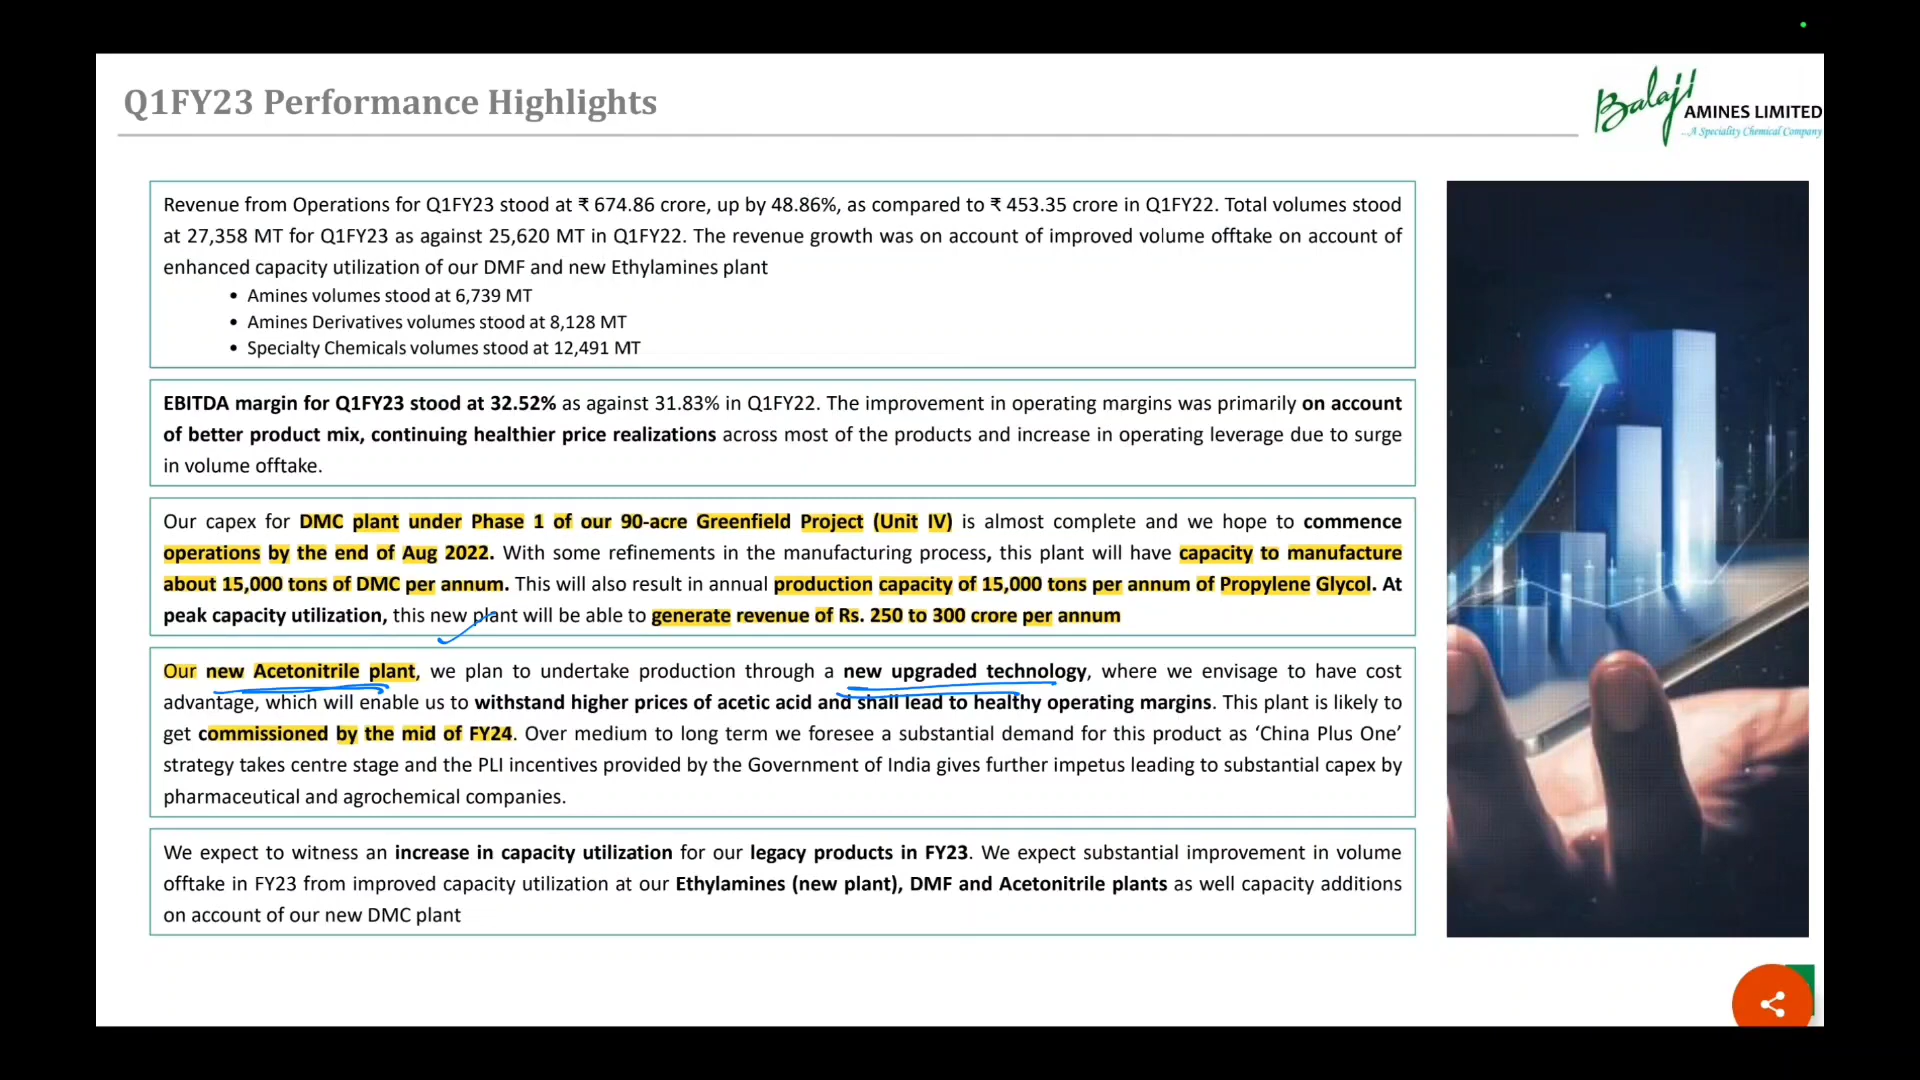 Q1FY23 Performance Highlights
Balaji
AMINES LIMITED
...A Speciality Chemical Company
Revenue from Operations for Q1FY23 stood at ₹ 674.86 crore, up by 48.86%, as compared to ₹ 453.35 crore in Q1FY22. Total volumes stood
at 27,358 MT for Q1FY23 as against 25,620 MT in Q1FY22. The revenue growth was on account of improved volume offtake on account of
enhanced capacity utilization of our DMF and new Ethylamines plant
• Amines volumes stood at 6,739 MT
• Amines Derivatives volumes stood at 8,128 MT
• Specialty Chemicals volumes stood at 12,491 MT
EBITDA margin for Q1FY23 stood at 32.52% as against 31.83% in Q1FY22. The improvement in operating margins was primarily on account
of better product mix, continuing healthier price realizations across most of the products and increase in operating leverage due to surge
in volume offtake.
Our capex for DMC plant under Phase 1 of our 90-acre Greenfield Project (Unit IV) is almost complete and we hope to commence
operations by the end of Aug 2022. With some refinements in the manufacturing process, this plant will have capacity to manufacture
about 15,000 tons of DMC per annum. This will also result in annual production capacity of 15,000 tons per annum of Propylene Glycol. At
peak capacity utilization, this new plant will be able to generate revenue of Rs. 250 to 300 crore per annum
Our new Acetonitrile plant, we plan to undertake production through a new upgraded technology, where we envisage to have cost
advantage, which will enable us to withstand higher prices of acetic acid and shall lead to healthy operating margins. This plant is likely to
get commissioned by the mid of FY24. Over medium to long term we foresee a substantial demand for this product as ‘China Plus One’
strategy takes centre stage and the PLI incentives provided by the Government of India gives further impetus leading to substantial capex by
pharmaceutical and agrochemical companies.
We expect to witness an increase in capacity utilization for our legacy products in FY23. We expect substantial improvement in volume
offtake in FY23 from improved capacity utilization at our Ethylamines (new plant), DMF and Acetonitrile plants as well capacity additions
on account of our new DMC plant